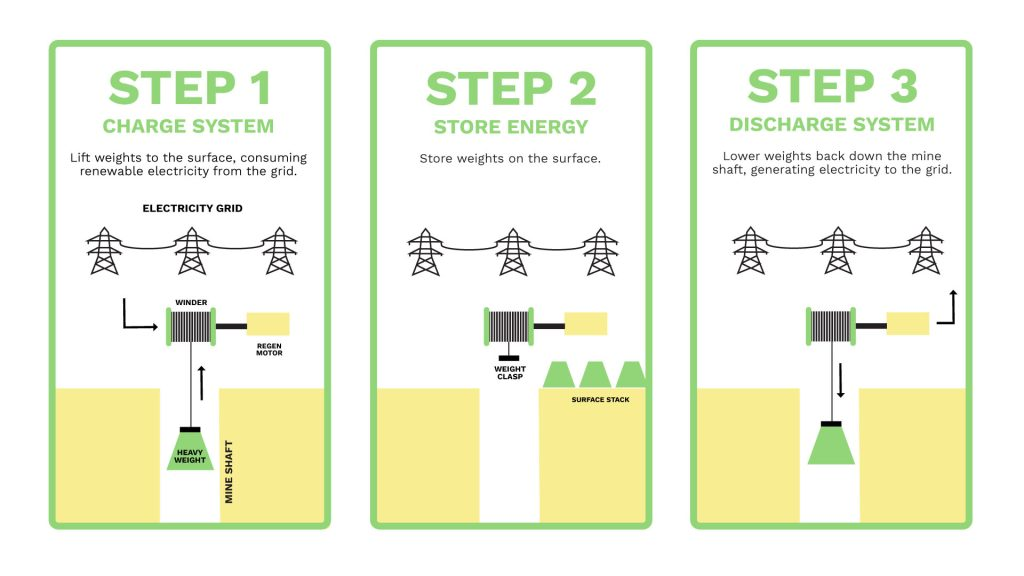 STEP 1
CHARGE SYSTEM
Lift weights to the surface, consuming
renewable electricity from the grid.
ELECTRICITY GRID
WINDER
REGEN
MOTOR
HEAVY
WEIGHT
MINE SHAFT
STEP 2
STORE ENERGY
Store weights on the surface.
WEIGHT
CLASP
SURFACE STACK
STEP 3
DISCHARGE SYSTEM
Lower weights back down the mine
shaft, generating electricity to the grid.